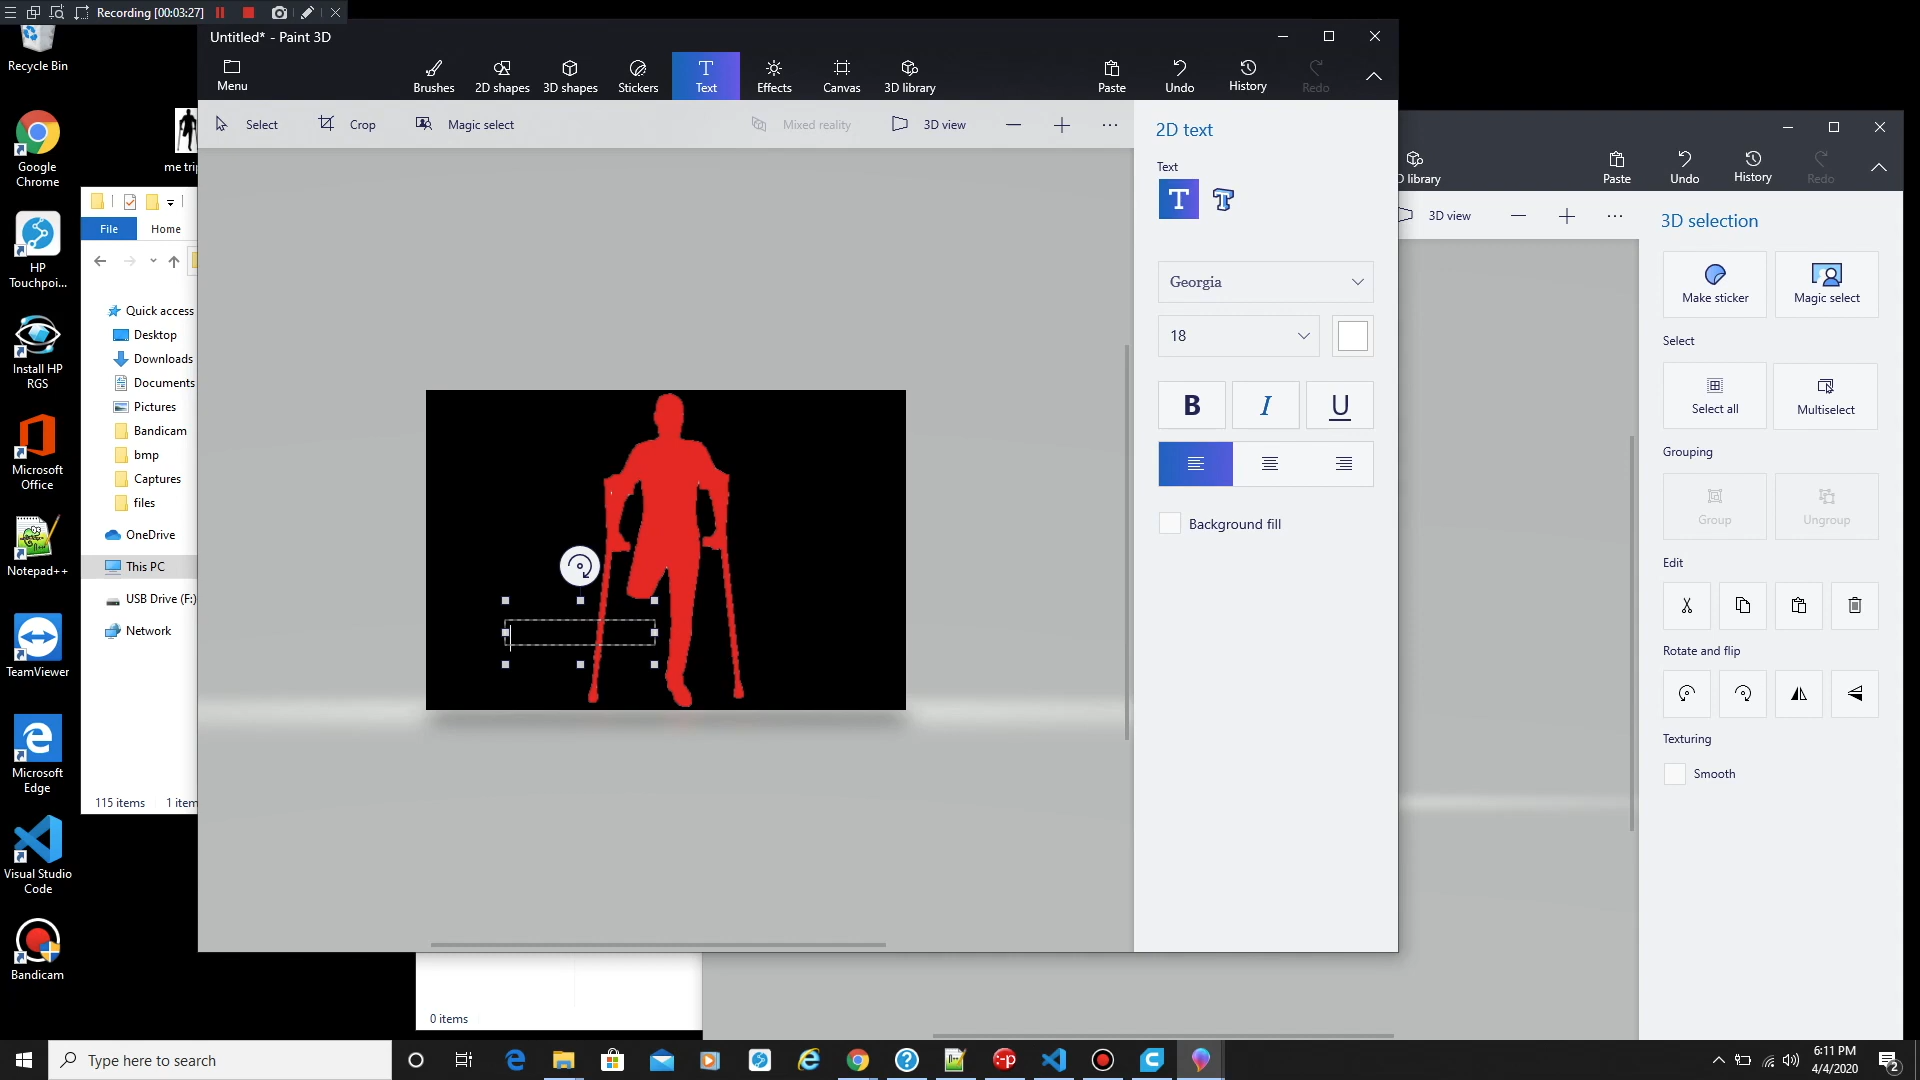 Recording [00:03:27]
Untitled* - Paint 3D
Menu
Brushes
2D shapes
3D shapes
Stickers
Text
Effects
Canvas
3D library
Paste
Undo
History
Redo
Select
Crop
Magic select
Mixed reality
3D view
2D text
Text
T
Georgia
18
B
I
U
Background fill
library
Paste
Undo
History
Redo
3D view
3D selection
Make sticker
Magic select
Select
Select all
Multiselect
Grouping
Group
Ungroup
Edit
Rotate and flip
Texturing
Smooth
Recycle Bin
Google
Chrome
HP
Touchpoi...
Install HP
RGS
Microsoft
Office
Notepad++
TeamViewer
Microsoft
Edge
Visual Studio
Code
Bandicam
me
File
Home
Quick access
Desktop
Downloads
Documents
Pictures
Bandicam
bmp
Captures
files
OneDrive
This PC
USB Drive (F:)
Network
115 items
1 item
0 items
Type here to search
6:11 PM
4/4/2020
2